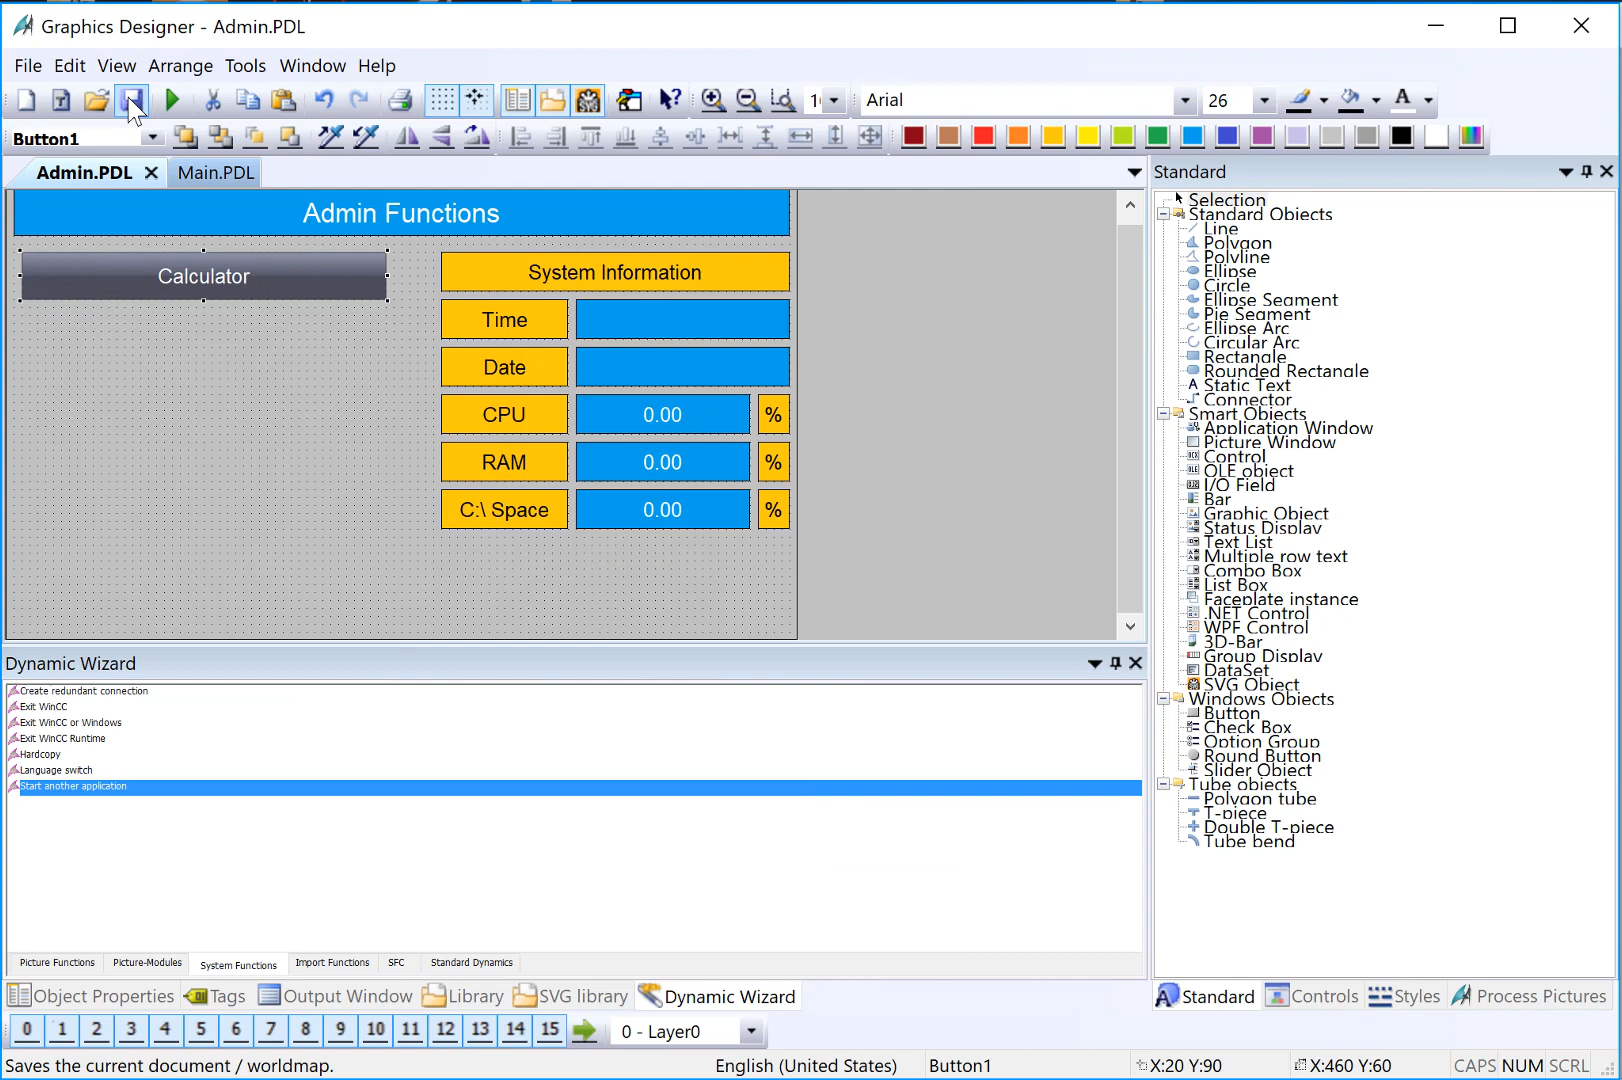 Graphics Designer - Admin.PDL
File Edit View Arrange Tools Window Help
Arial 26
Button1
Admin.PDL Main.PDL
Standard
Admin Functions
Calculator
System Information
Time
Date
CPU 0.00 %
RAM 0.00 %
C:\ Space 0.00 %
Selection
Standard Objects
Line
Polygon
Polyline
Ellipse
Circle
Ellipse Segment
Pie Segment
Ellipse Arc
Circular Arc
Rectangle
Rounded Rectangle
Static Text
Connector
Smart Objects
Application Window
Picture Window
Control
OLE object
I/O Field
Bar
Graphic Object
Status Display
Text List
Multiple row text
Combo Box
List Box
Faceplate instance
.NET Control
WPF Control
3D-Bar
Group Display
DataSet
SVG Object
Windows Objects
Button
Check Box
Option Group
Round Button
Slider Object
Tube objects
Polygon tube
T-piece
Double T-piece
Tube bend
Dynamic Wizard
Create redundant connection
Exit WinCC
Exit WinCC or Windows
Exit WinCC Runtime
Hardcopy
Language switch
Start another application
Picture Functions Picture-Modules System Functions Import Functions SFC Standard Dynamics
Object Properties Tags Output Window Library SVG library Dynamic Wizard
Standard Controls Styles Process Pictures
0 1 2 3 4 5 6 7 8 9 10 11 12 13 14 15 0 - Layer0
Saves the current document / worldmap. English (United States) Button1 X:20 Y:90 X:460 Y:60 CAPS NUM SCRL